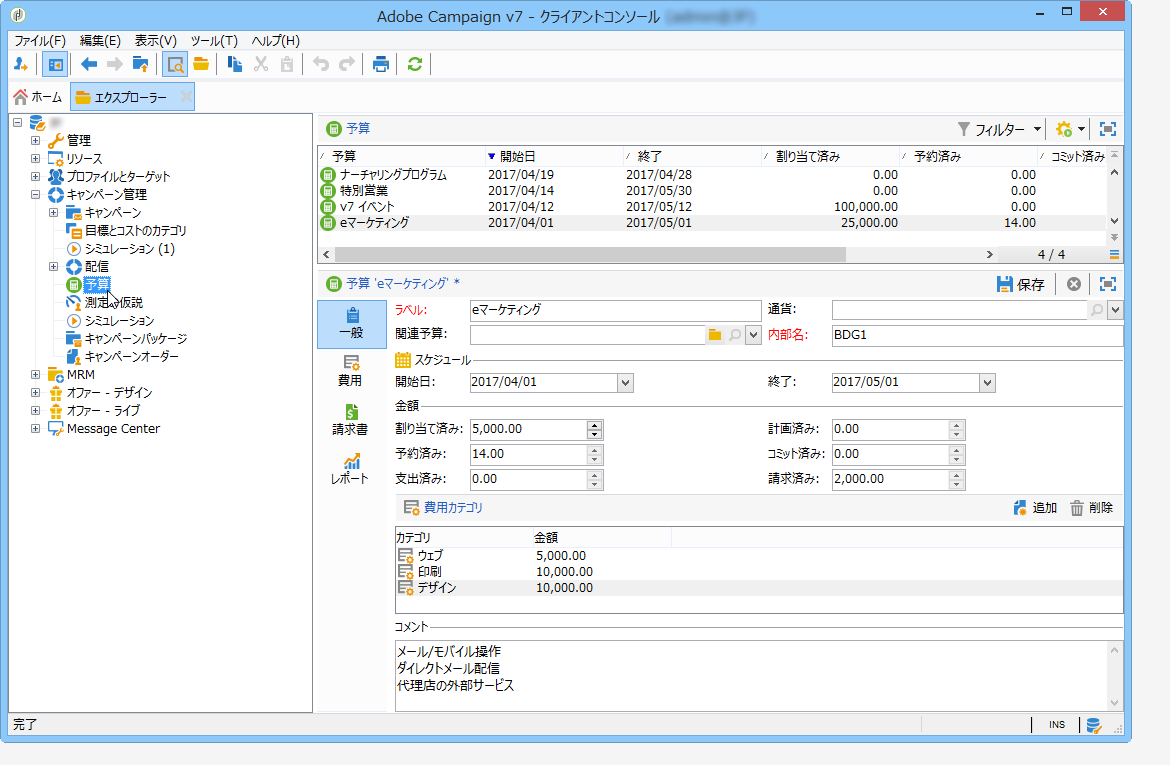 Adobe Campaign v7 - クライアントコンソール
ファイル(F) 編集(E) 表示(V) ツール(T) ヘルプ(H)
ホーム エクスプローラー
管理
リソース
プロファイルとターゲット
キャンペーン管理
キャンペーン
目標とコストのカテゴリ
シミュレーション (1)
配信
予算
測定 仮説
シミュレーション
キャンペーンパッケージ
キャンペーンオーダー
MRM
オファー - デザイン
オファー - ライブ
Message Center
予算 フィルター
予算 開始日 終了 割り当て済み 予約済み コミット済み
ナーチャリングプログラム 2017/04/19 2017/04/28 0.00 0.00
特別営業 2017/04/14 2017/05/30 0.00 0.00
v7 イベント 2017/04/12 2017/05/12 100,000.00 0.00
eマーケティング 2017/04/01 2017/05/01 25,000.00 14.00
4 / 4
予算 'eマーケティング' * 保存
一般
費用
請求書
レポート
ラベル: eマーケティング 通貨:
関連予算: 内部名: BDG1
スケジュール
開始日: 2017/04/01 終了: 2017/05/01
金額
割り当て済み: 5,000.00 計画済み: 0.00
予約済み: 14.00 コミット済み: 0.00
支出済み: 0.00 請求済み: 2,000.00
費用カテゴリ 追加 削除
カテゴリ 金額
ウェブ 5,000.00
印刷 10,000.00
デザイン 10,000.00
コメント
メール/モバイル操作
ダイレクトメール配信
代理店の外部サービス
完了 INS